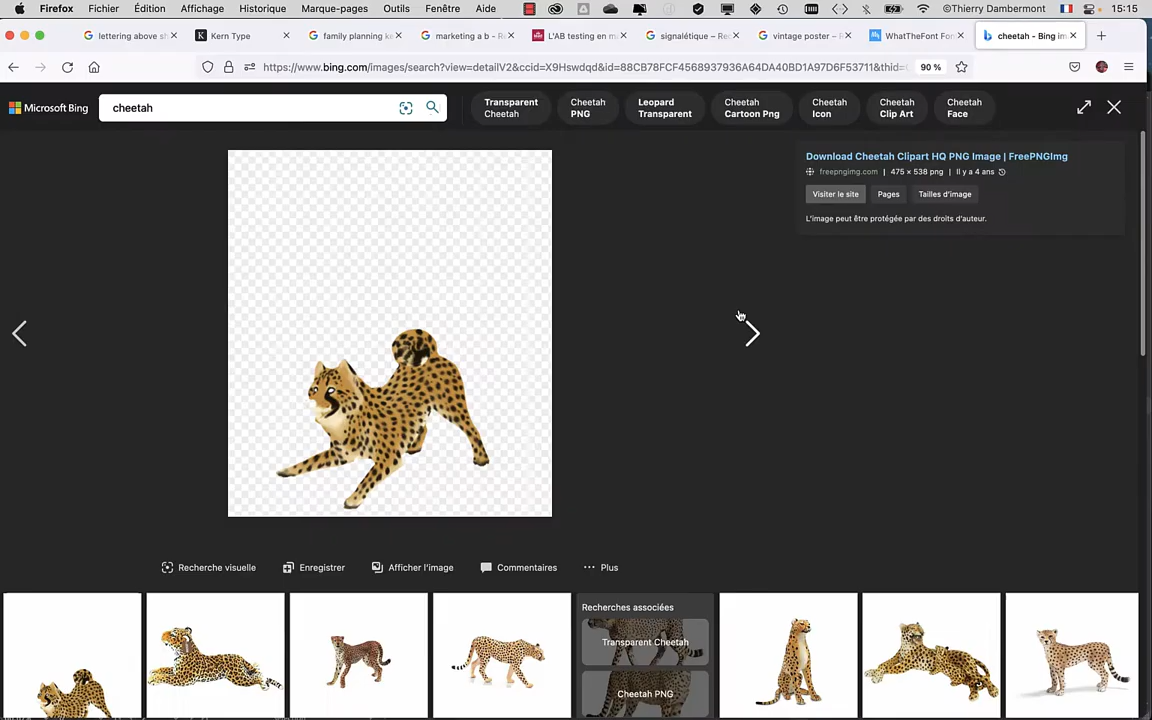 Firefox Fichier Édition Affichage Historique Marque-pages Outils Fenêtre Aide ©Thierry Dambermont 15:15
lettering above sh Kern Type family planning ke marketing a b - Re L'AB testing en m signalétique – Rec vintage poster – Rc WhatTheFont Fon cheetah - Bing im
https://www.bing.com/images/search?view=detailV2&ccid=X9Hswdqd&id=88CB78FCF4568937936A64DA40BD1A97D6F53711&thid= 90 %
Microsoft Bing
cheetah
Transparent
Cheetah
Cheetah
PNG
Leopard
Transparent
Cheetah
Cartoon Png
Cheetah
Icon
Cheetah
Clip Art
Cheetah
Face
Download Cheetah Clipart HQ PNG Image | FreePNGImg
freepngimg.com | 475 × 538 png | Il y a 4 ans
Visiter le site Pages Tailles d'image
L'image peut être protégée par des droits d'auteur.
Recherche visuelle Enregistrer Afficher l'image Commentaires Plus
Recherches associées
Transparent Cheetah
Cheetah PNG